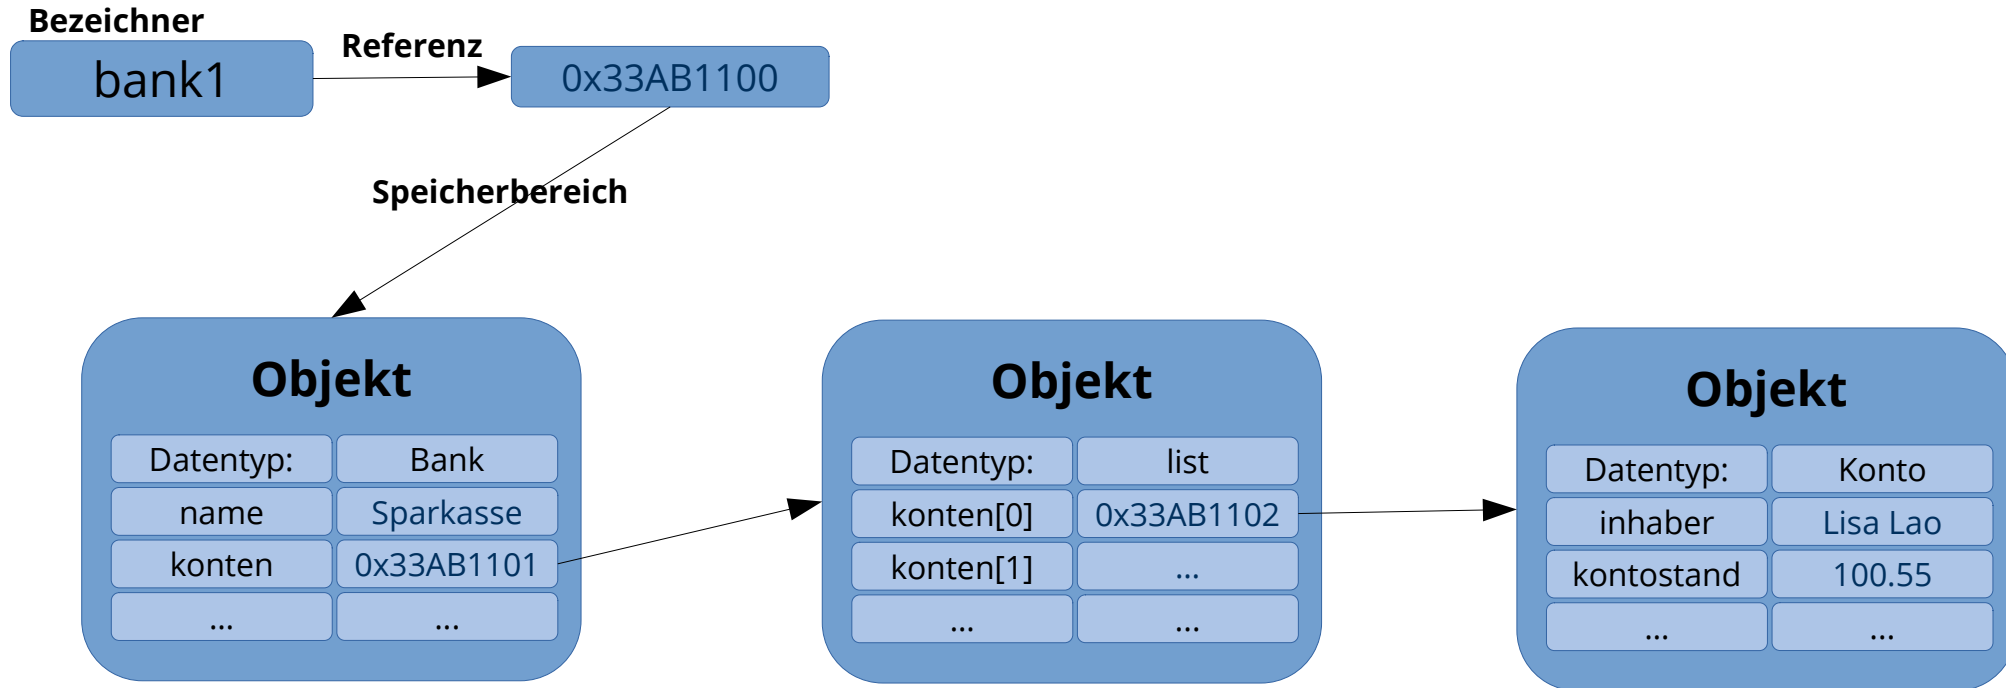 Bezeichner
bank1
Referenz
0x33AB1100
Speicherbereich
Objekt
Datentyp: Bank
name Sparkasse
konten 0x33AB1101
... ...
Objekt
Datentyp: list
konten[0] 0x33AB1102
konten[1] ...
... ...
Objekt
Datentyp: Konto
inhaber Lisa Lao
kontostand 100.55
... ...